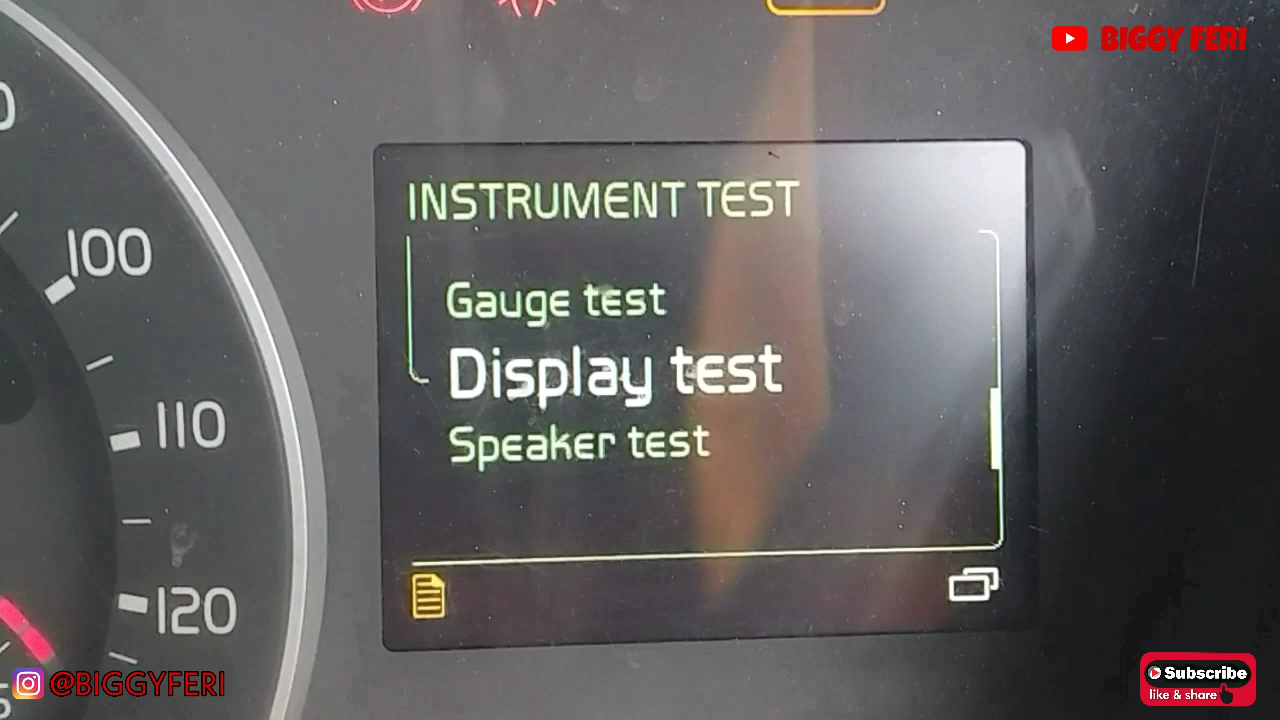 BIGGY FERI
INSTRUMENT TEST
Gauge test
Display test
Speaker test
100
110
120
@BIGGYFERI
Subscribe
like & share